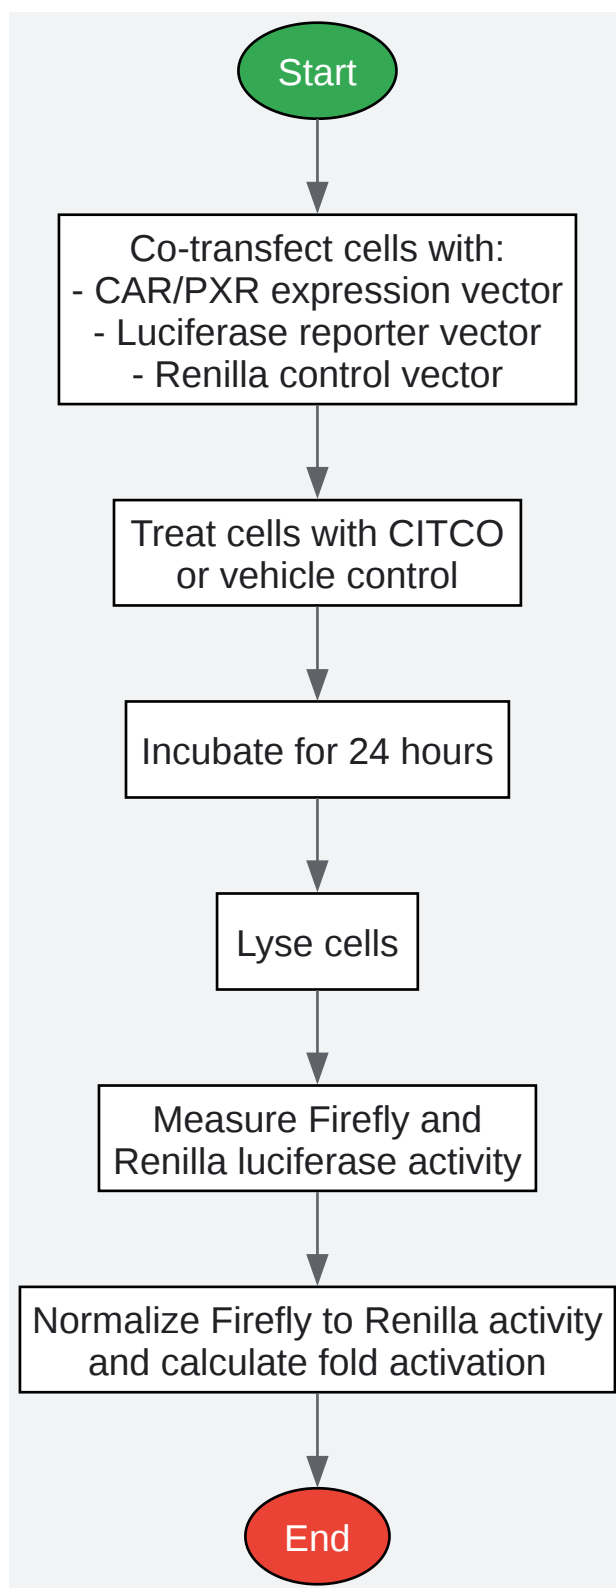 Start
Co-transfect cells with:
- CAR/PXR expression vector
- Luciferase reporter vector
- Renilla control vector
Treat cells with CITCO
or vehicle control
Incubate for 24 hours
Lyse cells
Measure Firefly and
Renilla luciferase activity
Normalize Firefly to Renilla activity
and calculate fold activation
End